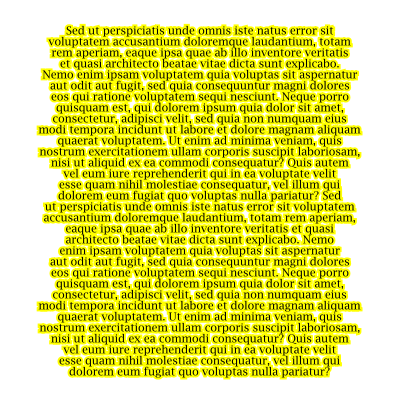 Sed ut perspiciatis unde omnis iste natus error sit
voluptatem accusantium doloremque laudantium, totam
rem aperiam, eaque ipsa quae ab illo inventore veritatis
et quasi architecto beatae vitae dicta sunt explicabo.
Nemo enim ipsam voluptatem quia voluptas sit aspernatur
aut odit aut fugit, sed quia consequuntur magni dolores
eos qui ratione voluptatem sequi nesciunt. Neque porro
quisquam est, qui dolorem ipsum quia dolor sit amet,
consectetur, adipisci velit, sed quia non numquam eius
modi tempora incidunt ut labore et dolore magnam aliquam
quaerat voluptatem. Ut enim ad minima veniam, quis
nostrum exercitationem ullam corporis suscipit laboriosam,
nisi ut aliquid ex ea commodi consequatur? Quis autem
vel eum iure reprehenderit qui in ea voluptate velit
esse quam nihil molestiae consequatur, vel illum qui
dolorem eum fugiat quo voluptas nulla pariatur? Sed
ut perspiciatis unde omnis iste natus error sit voluptatem
accusantium doloremque laudantium, totam rem aperiam,
eaque ipsa quae ab illo inventore veritatis et quasi
architecto beatae vitae dicta sunt explicabo. Nemo
enim ipsam voluptatem quia voluptas sit aspernatur
aut odit aut fugit, sed quia consequuntur magni dolores
eos qui ratione voluptatem sequi nesciunt. Neque porro
quisquam est, qui dolorem ipsum quia dolor sit amet,
consectetur, adipisci velit, sed quia non numquam eius
modi tempora incidunt ut labore et dolore magnam aliquam
quaerat voluptatem. Ut enim ad minima veniam, quis
nostrum exercitationem ullam corporis suscipit laboriosam,
nisi ut aliquid ex ea commodi consequatur? Quis autem
vel eum iure reprehenderit qui in ea voluptate velit
esse quam nihil molestiae consequatur, vel illum qui
dolorem eum fugiat quo voluptas nulla pariatur?